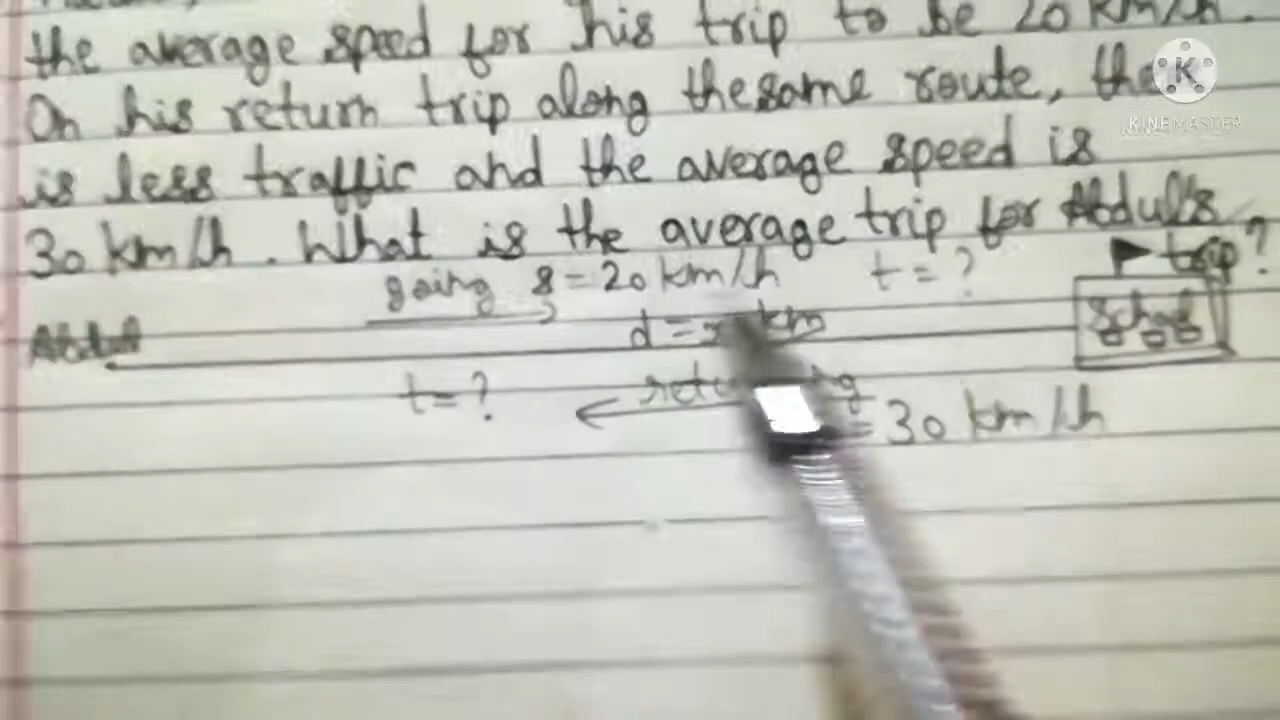 the average speed for his trip to be 20 km/h.
On his return trip along the same route, the
is less traffic and the average speed is
30 km/h. What is the average trip for Abdul's
trip?
going s = 20 km/h t = ?
d = km
School
t = ?
= 30 km/h
K
KINEMASTER